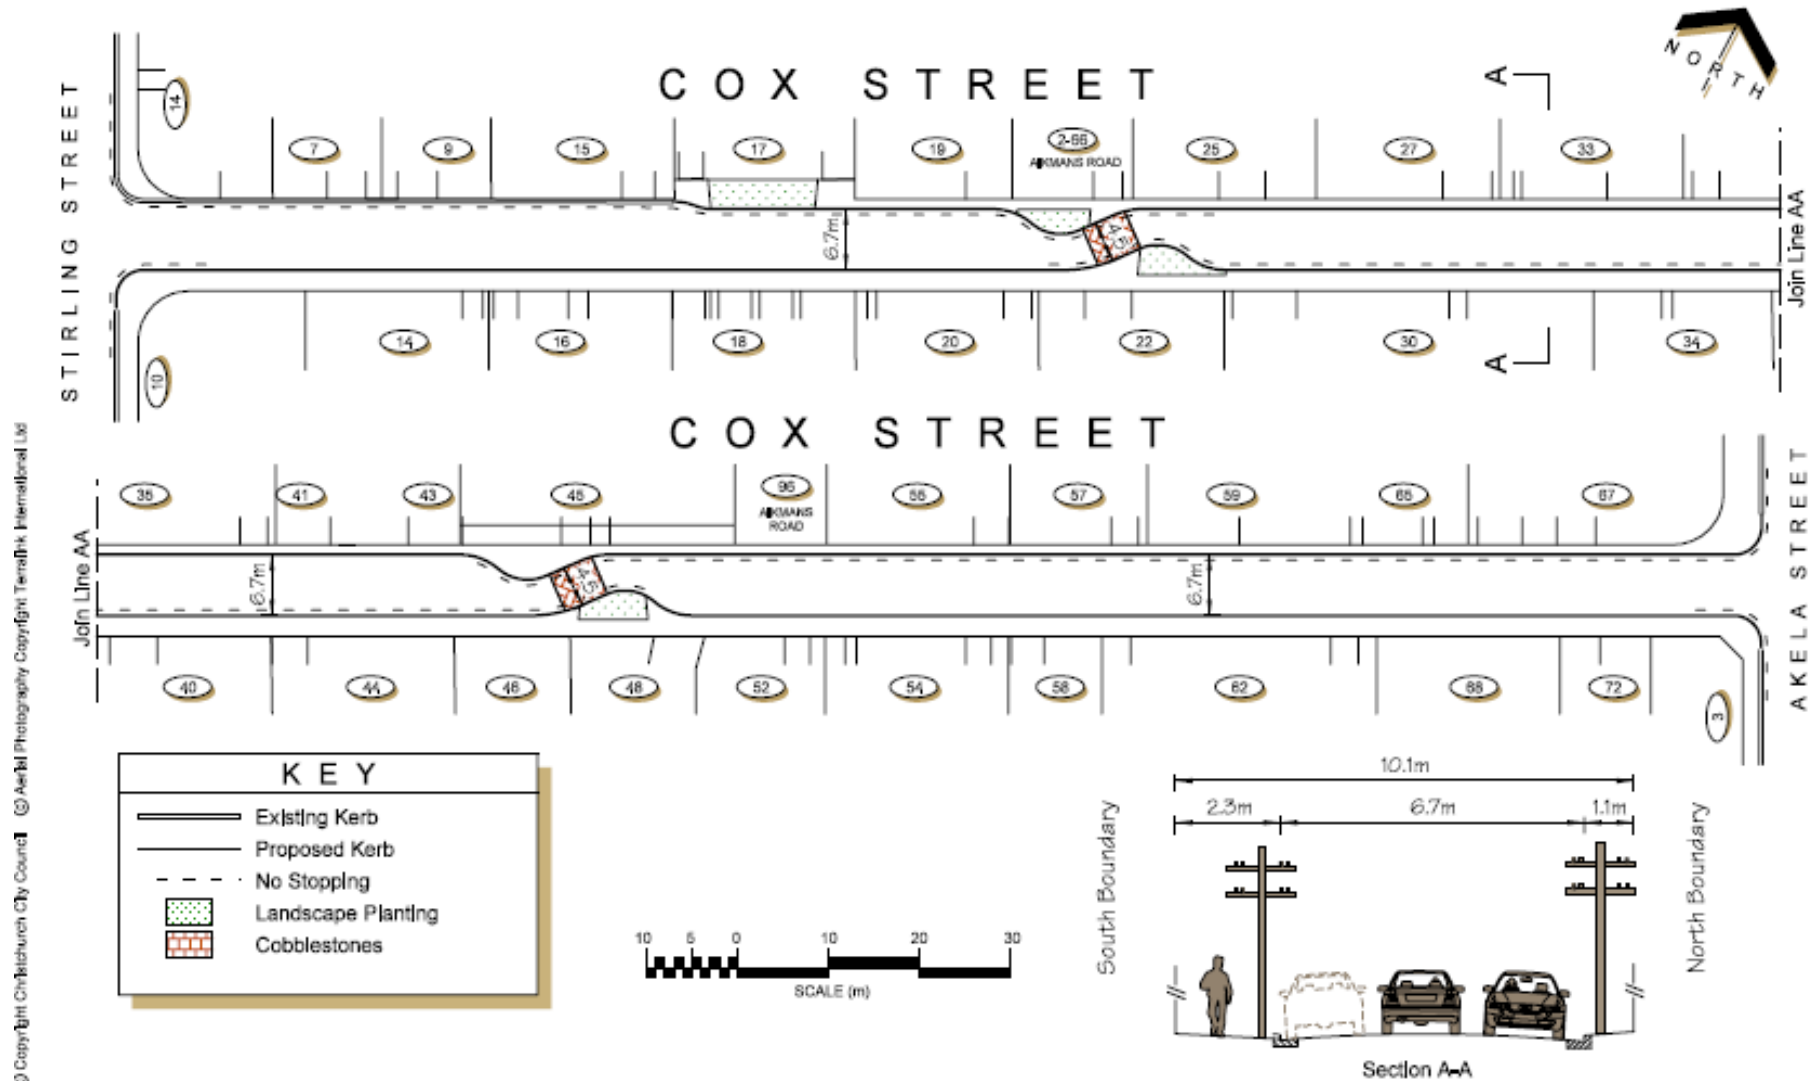 NORTH
COX STREET
A
STIRLING STREET
14
7
9
15
17
19
2-66
AIKMANS ROAD
25
27
33
6.7m
4.5
Join Line AA
10
14
16
18
20
22
30
34
A
COX STREET
35
41
43
45
96
AIKMANS
ROAD
55
57
59
65
67
Join Line AA
6.7m
4.5
6.7m
AKELA STREET
40
44
46
48
52
54
58
62
68
72
3
KEY
Existing Kerb
Proposed Kerb
No Stopping
Landscape Planting
Cobblestones
10 5 0 10 20 30
SCALE (m)
10.1m
2.3m 6.7m 1.1m
South Boundary
North Boundary
Section A-A
© Copyright Christchurch City Council © Aerial Photography Copyright Terralink International Ltd